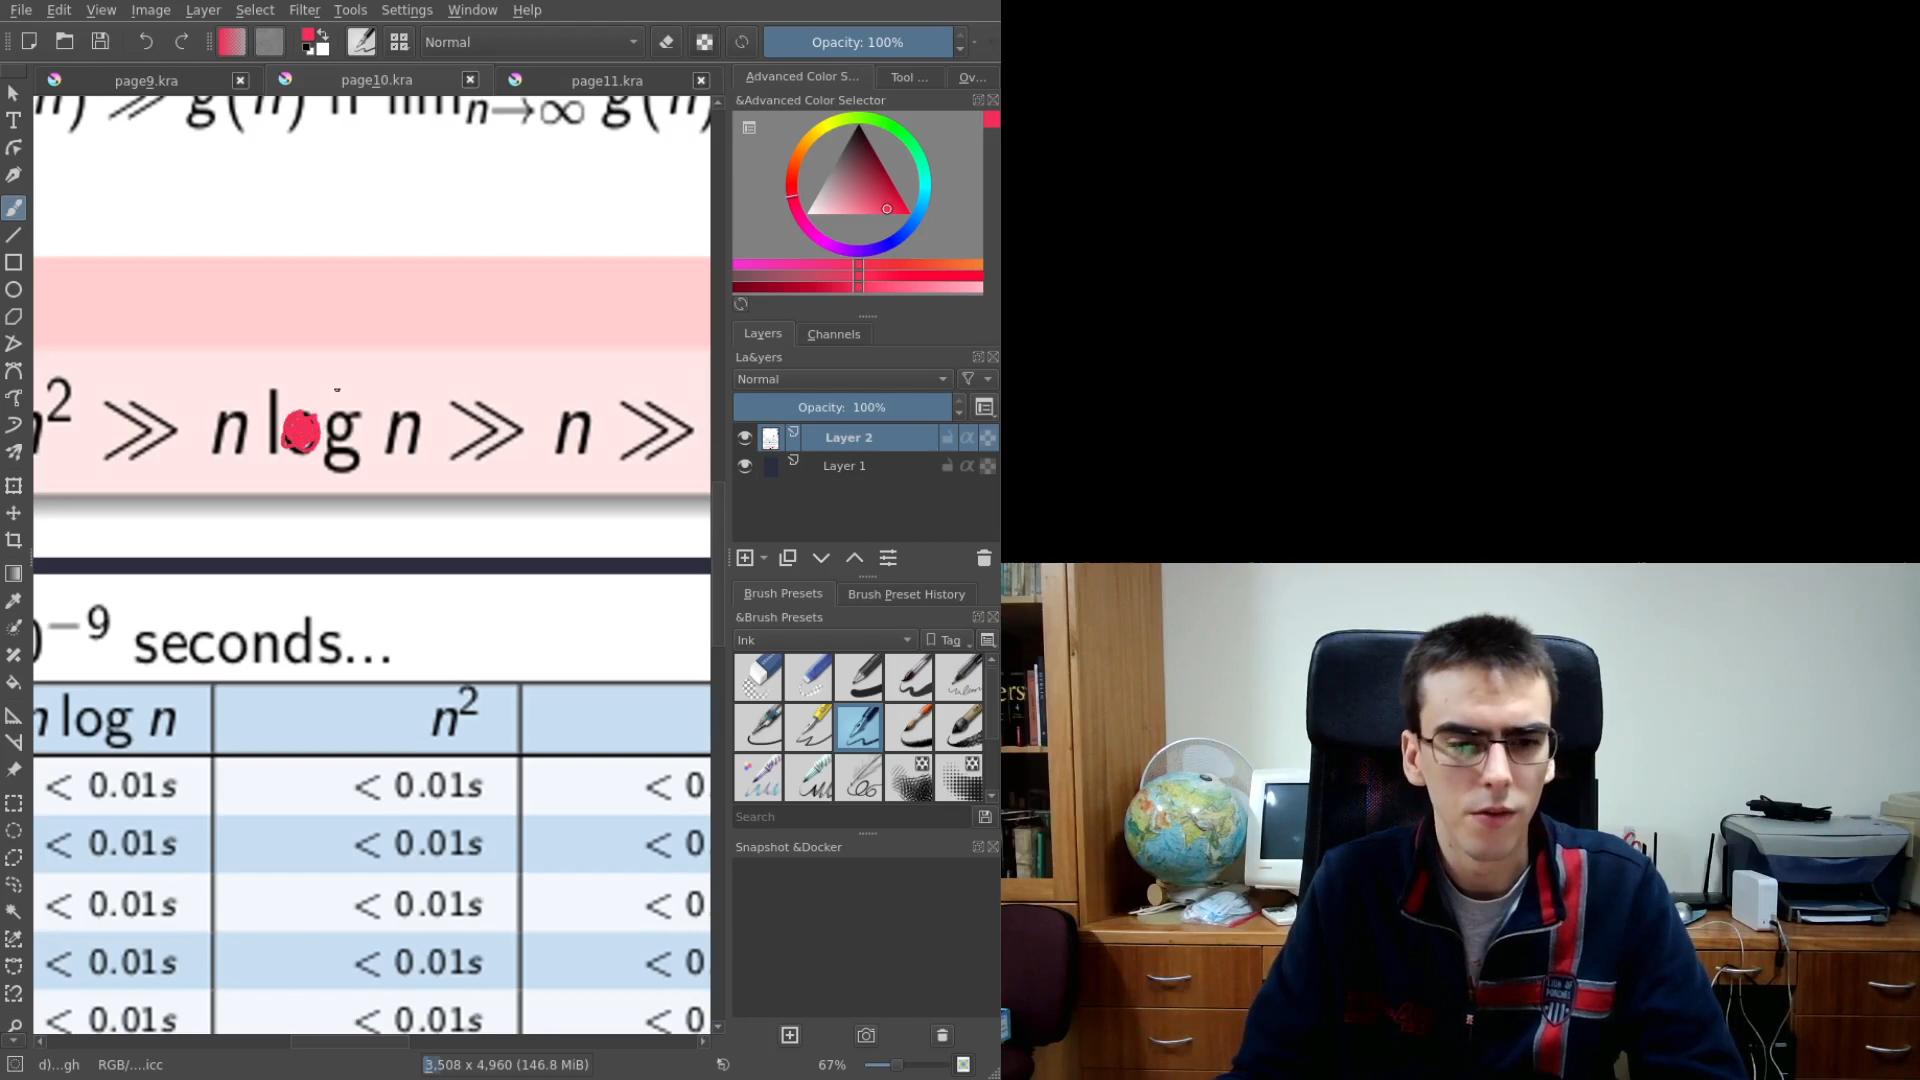 File Edit View Image Layer Select Filter Tools Settings Window Help
Normal
Opacity: 100%
page9.kra
page10.kra
page11.kra
Advanced Color S...
Tool ...
Ov...
&Advanced Color Selector
n) ≫ g(n) if lim n→∞ g(n)
Layers
Channels
La&yers
Normal
Opacity: 100%
Layer 2
Layer 1
n² ≫ n log n ≫ n ≫
)⁻⁹ seconds...
Brush Presets
Brush Preset History
&Brush Presets
Ink
Tag
n log n n²
< 0.01s < 0.01s < 0.
< 0.01s < 0.01s < 0.
< 0.01s < 0.01s < 0.
< 0.01s < 0.01s < 0.
< 0.01s < 0.01s < 0.
Search
Snapshot &Docker
d)...gh
RGB/....icc
3,508 x 4,960 (146.8 MiB)
67%